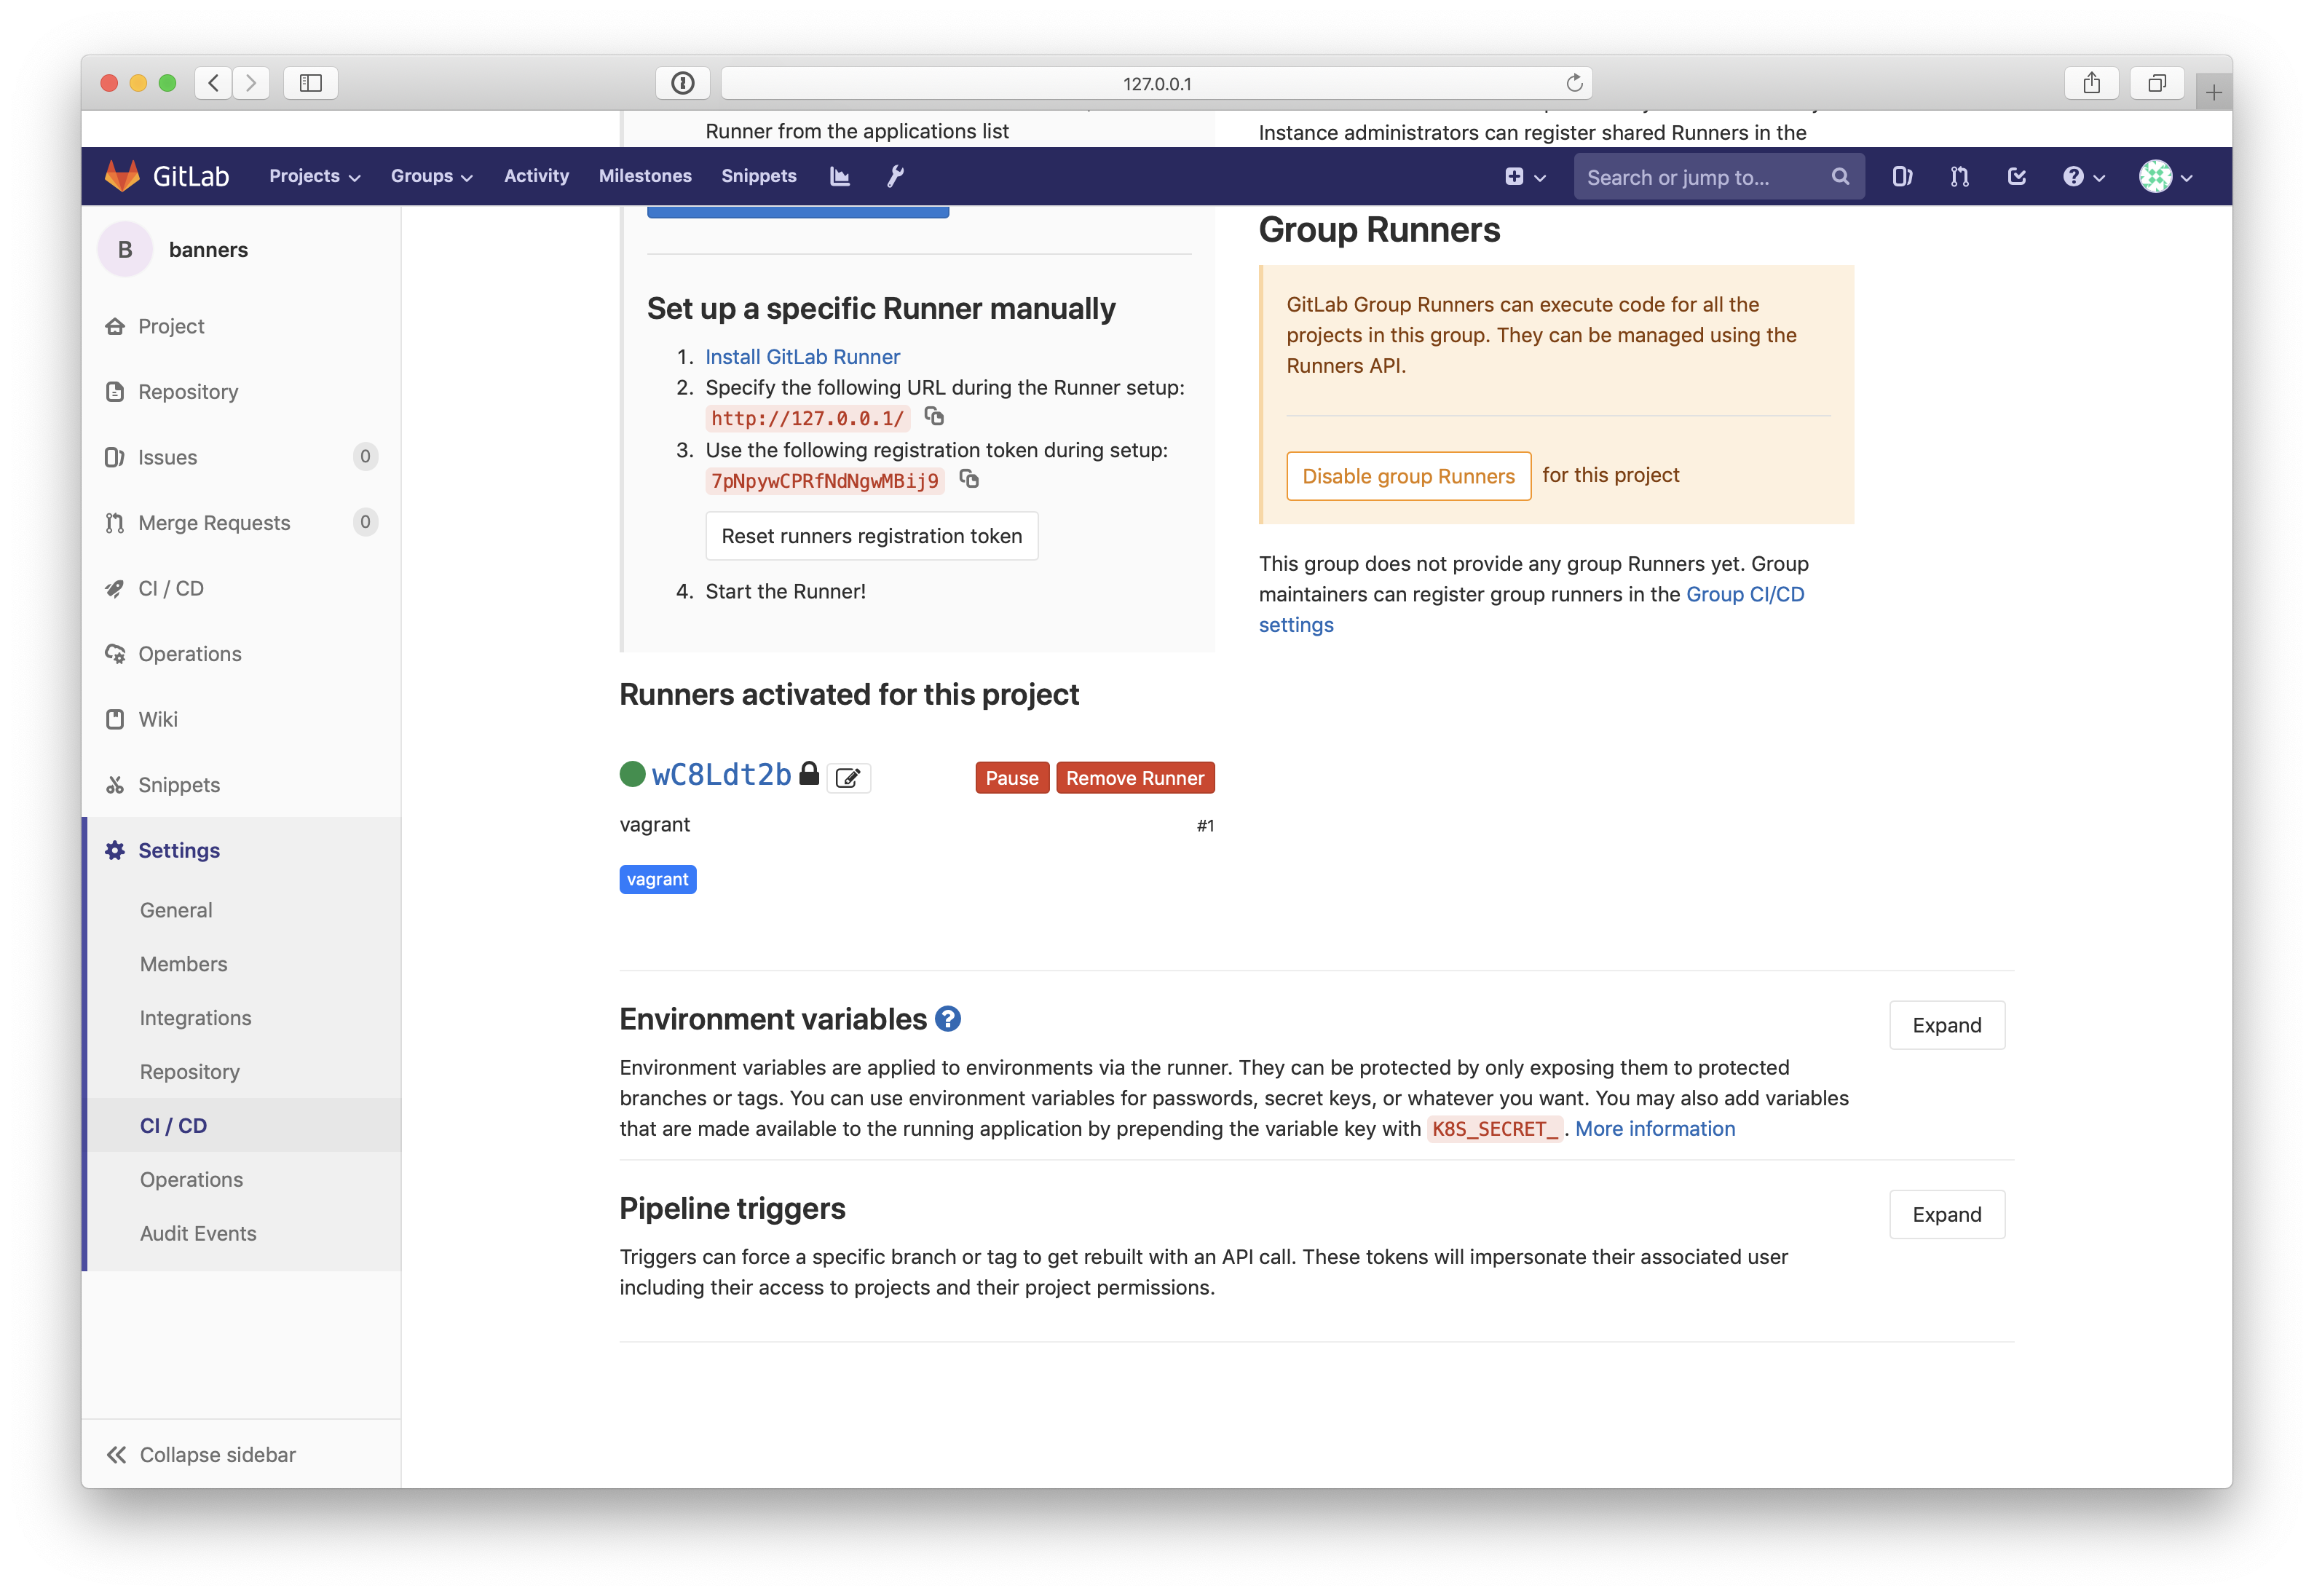 127.0.0.1
Runner from the applications list
Instance administrators can register shared Runners in the
GitLab Projects Groups Activity Milestones Snippets Search or jump to...
B banners
Project
Repository
Issues 0
Merge Requests 0
CI / CD
Operations
Wiki
Snippets
Settings
General
Members
Integrations
Repository
CI / CD
Operations
Audit Events
Collapse sidebar
Set up a specific Runner manually
1. Install GitLab Runner
2. Specify the following URL during the Runner setup:
http://127.0.0.1/
3. Use the following registration token during setup:
7pNpywCPRfNdNgwMBij9
Reset runners registration token
4. Start the Runner!
Group Runners
GitLab Group Runners can execute code for all the
projects in this group. They can be managed using the
Runners API.
Disable group Runners for this project
This group does not provide any group Runners yet. Group
maintainers can register group runners in the Group CI/CD
settings
Runners activated for this project
wC8Ldt2b Pause Remove Runner
vagrant #1
vagrant
Environment variables ?
Expand
Environment variables are applied to environments via the runner. They can be protected by only exposing them to protected
branches or tags. You can use environment variables for passwords, secret keys, or whatever you want. You may also add variables
that are made available to the running application by prepending the variable key with K8S_SECRET_ . More information
Pipeline triggers
Expand
Triggers can force a specific branch or tag to get rebuilt with an API call. These tokens will impersonate their associated user
including their access to projects and their project permissions.